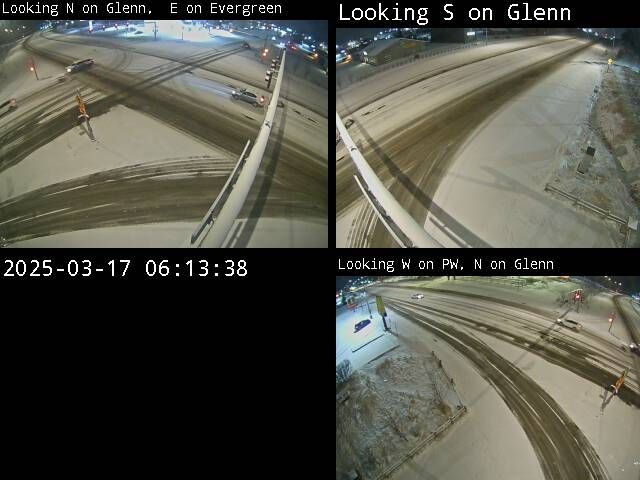 Looking N on Glenn,  E on Evergreen
Looking S on Glenn
2025-03-17 06:13:38
Looking W on PW, N on Glenn